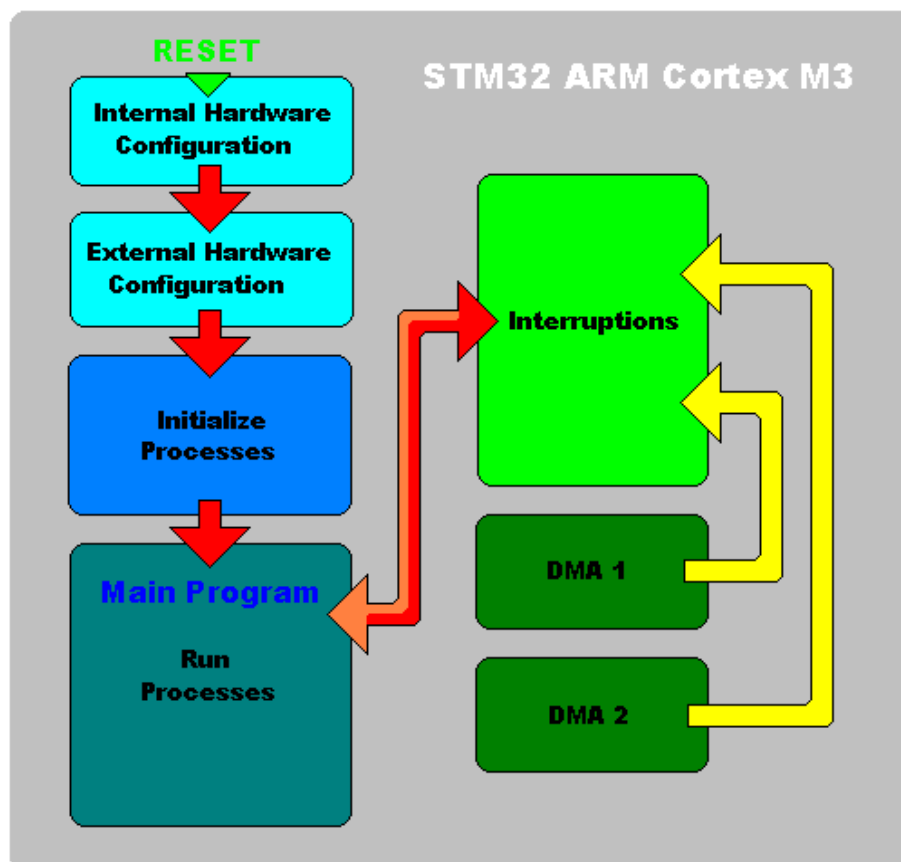 RESET
STM32 ARM Cortex M3
Internal Hardware
Configuration
External Hardware
Configuration
Interruptions
Initialize
Processes
DMA 1
Main Program
Run
Processes
DMA 2